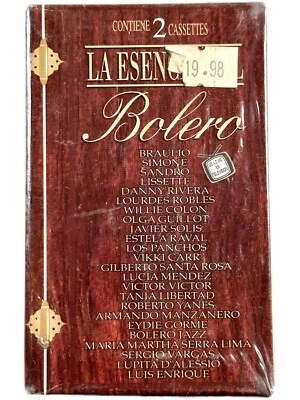 CONTIENE 2 CASSETTES
LA ESENC
19.98
Bolero
BRAULIO
SIMONE
SANDRO
LISSETTE
DANNY RIVERA
LOURDES ROBLES
WILLIE COLON
OLGA GUILLOT
JAVIER SOLIS
ESTELA RAVAL
LOS PANCHOS
VIKKI CARR
GILBERTO SANTA ROSA
LUCIA MENDEZ
VICTOR VICTOR
TANIA LIBERTAD
ROBERTO YANES
ARMANDO MANZANERO
EYDIE GORME
BOLERO JAZZ
MARIA MARTHA SERRA LIMA
SERGIO VARGAS
LUPITA D'ALESSIO
LUIS ENRIQUE